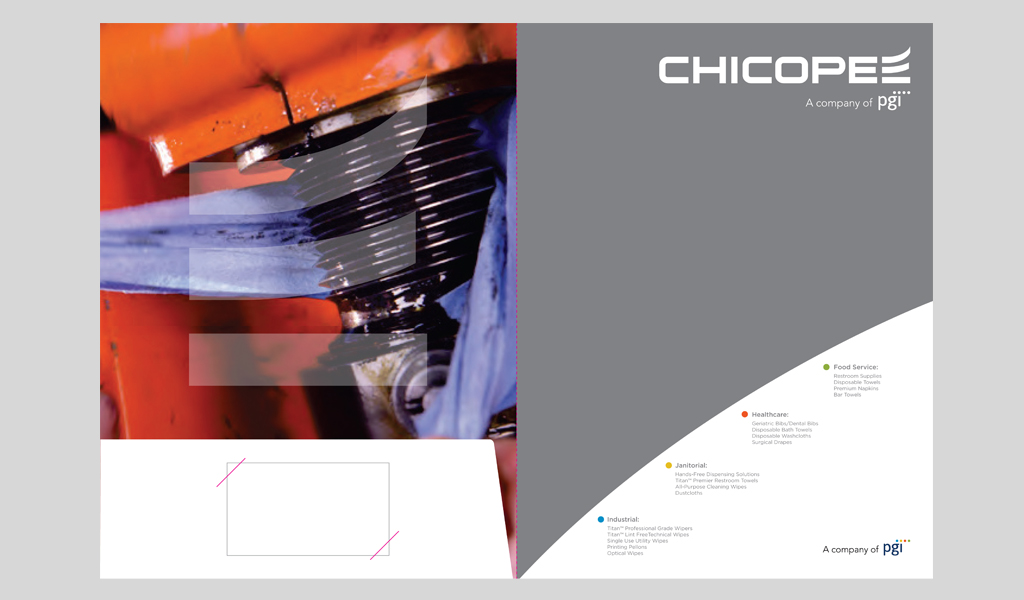 CHICOPEE
A company of pgi
Food Service:
Restroom Supplies
Disposable Towels
Premium Napkins
Bar Towels
Healthcare:
Geriatric Bibs/Dental Bibs
Disposable Bath Towels
Disposable Washcloths
Surgical Drapes
Janitorial:
Hands-Free Dispensing Solutions
Titan™ Premier Restroom Towels
All-Purpose Cleaning Wipes
Dustcloths
Industrial:
Titan™ Professional Grade Wipers
Titan™ Lint FreeTechnical Wipes
Single Use Utility Wipes
Printing Pellons
Optical Wipes
A company of pgi